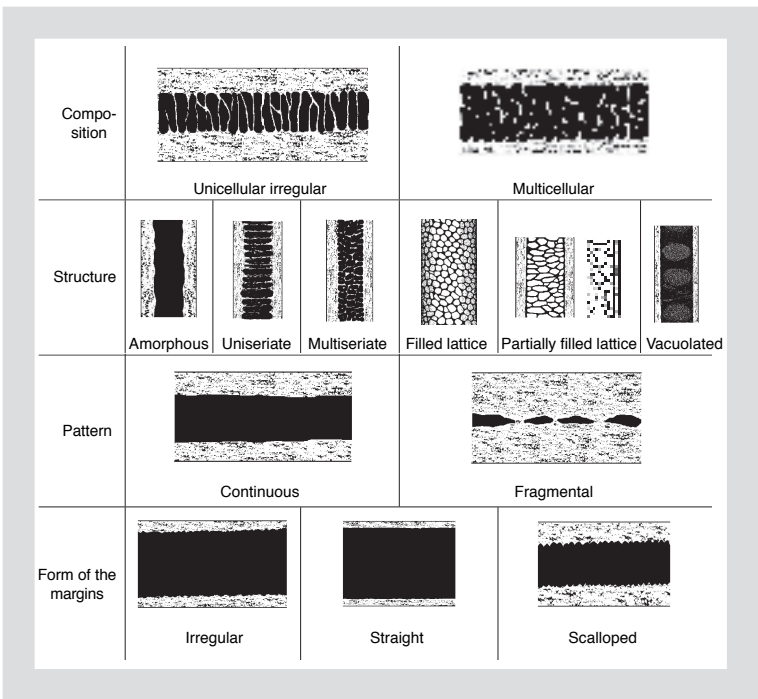 Compo-
sition
Unicellular irregular
Multicellular
Structure
Amorphous
Uniseriate
Multiseriate
Filled lattice
Partially filled lattice
Vacuolated
Pattern
Continuous
Fragmental
Form of the
margins
Irregular
Straight
Scalloped